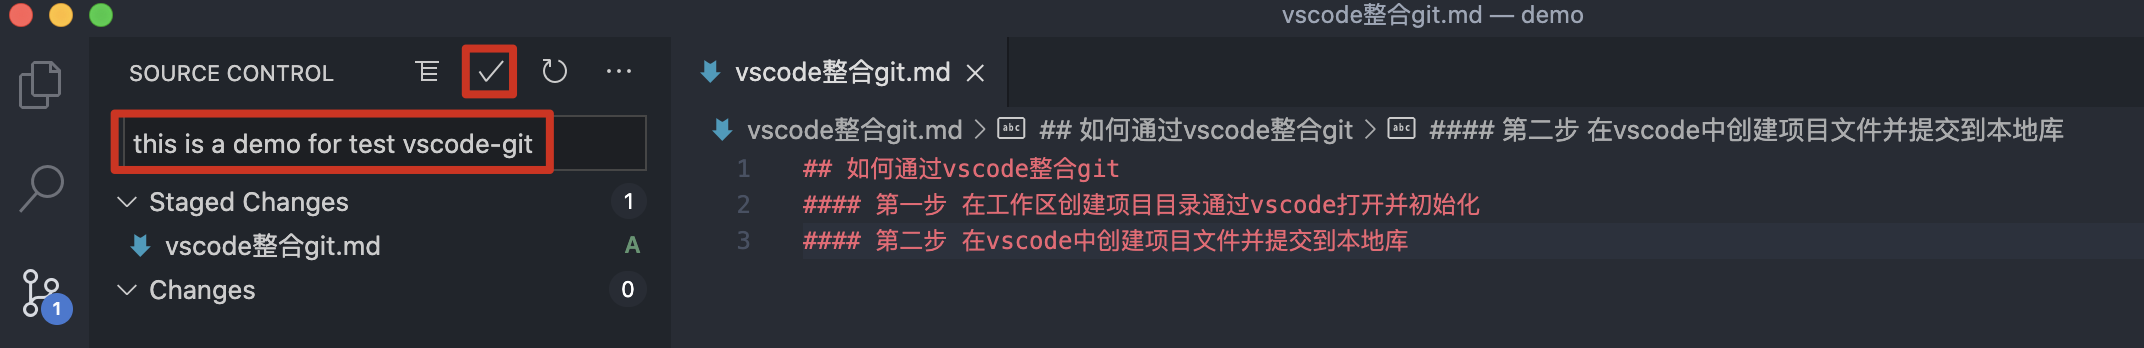 vscode整合git.md — demo
SOURCE CONTROL
this is a demo for test vscode-git
Staged Changes 1
vscode整合git.md A
Changes 0
1
vscode整合git.md
vscode整合git.md > abc ## 如何通过vscode整合git > abc #### 第二步 在vscode中创建项目文件并提交到本地库
1 ## 如何通过vscode整合git
2 #### 第一步 在工作区创建项目目录通过vscode打开并初始化
3 #### 第二步 在vscode中创建项目文件并提交到本地库